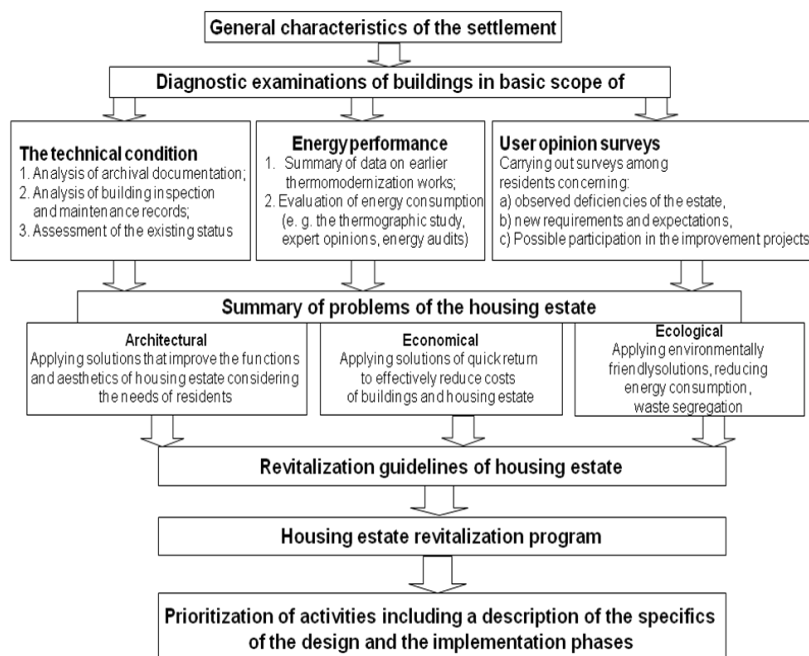 General characteristics of the settlement
Diagnostic examinations of buildings in basic scope of
The technical condition
1. Analysis of archival documentation;
2. Analysis of building inspection
and maintenance records;
3. Assessment of the existing status
Energy performance
1. Summary of data on earlier
thermomodernization works;
2. Evaluation of energy consumption
(e. g. the thermographic study,
expert opinions, energy audits)
User opinion surveys
Carrying out surveys among
residents concerning:
a) observed deficiencies of the estate,
b) new requirements and expectations,
c) Possible participation in the improvement projects
Summary of problems of the housing estate
Architectural
Applying solutions that improve the functions
and aesthetics of housing estate considering
the needs of residents
Economical
Applying solutions of quick return
to effectively reduce costs
of buildings and housing estate
Ecological
Applying environmentally
friendlysolutions, reducing
energy consumption,
waste segregation
Revitalization guidelines of housing estate
Housing estate revitalization program
Prioritization of activities including a description of the specifics
of the design and the implementation phases